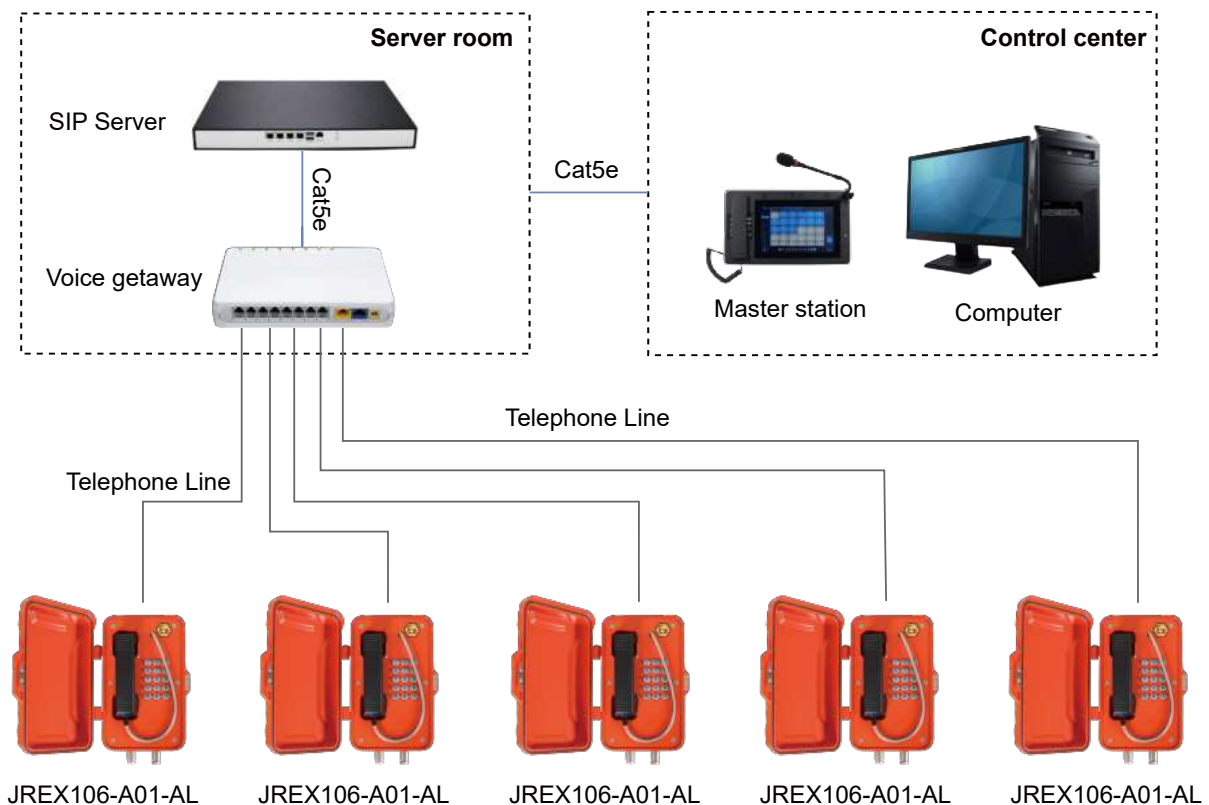 Server room
Control center
SIP Server
Cat5e
Cat5e
Voice getaway
Master station
Computer
Telephone Line
Telephone Line
JREX106-A01-AL
JREX106-A01-AL
JREX106-A01-AL
JREX106-A01-AL
JREX106-A01-AL